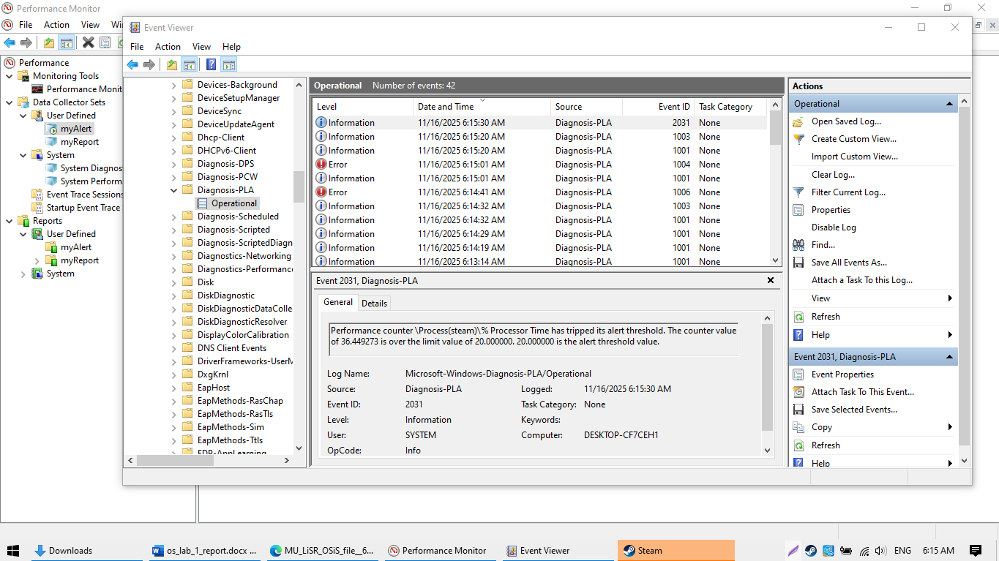 Performance Monitor
File Action View Wi
Performance
Monitoring Tools
Performance Monit
Data Collector Sets
User Defined
myAlert
myReport
System
System Diagnos
System Perform
Event Trace Sessions
Startup Event Trace
Reports
User Defined
myAlert
myReport
System
Event Viewer
File Action View Help
Devices-Background
DeviceSetupManager
DeviceSync
DeviceUpdateAgent
Dhcp-Client
DHCPv6-Client
Diagnosis-DPS
Diagnosis-PCW
Diagnosis-PLA
Operational
Diagnosis-Scheduled
Diagnosis-Scripted
Diagnosis-ScriptedDiagn
Diagnostics-Networking
Diagnostics-Performance
Disk
DiskDiagnostic
DiskDiagnosticDataColle
DiskDiagnosticResolver
DisplayColorCalibration
DNS Client Events
DriverFrameworks-UserM
DxgKrnl
EapHost
EapMethods-RasChap
EapMethods-RasTls
EapMethods-Sim
EapMethods-Ttls
EDP-AppLearning
Operational Number of events: 42
Level Date and Time Source Event ID Task Category
Information 11/16/2025 6:15:30 AM Diagnosis-PLA 2031 None
Information 11/16/2025 6:15:20 AM Diagnosis-PLA 1003 None
Information 11/16/2025 6:15:20 AM Diagnosis-PLA 1001 None
Error 11/16/2025 6:15:01 AM Diagnosis-PLA 1004 None
Information 11/16/2025 6:15:01 AM Diagnosis-PLA 1001 None
Error 11/16/2025 6:14:41 AM Diagnosis-PLA 1006 None
Information 11/16/2025 6:14:32 AM Diagnosis-PLA 1003 None
Information 11/16/2025 6:14:32 AM Diagnosis-PLA 1001 None
Information 11/16/2025 6:14:29 AM Diagnosis-PLA 1001 None
Information 11/16/2025 6:14:19 AM Diagnosis-PLA 1001 None
Information 11/16/2025 6:13:14 AM Diagnosis-PLA 1001 None
Event 2031, Diagnosis-PLA
General Details
Performance counter \Process(steam)\% Processor Time has tripped its alert threshold. The counter value
of 36.449273 is over the limit value of 20.000000. 20.000000 is the alert threshold value.
Log Name: Microsoft-Windows-Diagnosis-PLA/Operational
Source: Diagnosis-PLA Logged: 11/16/2025 6:15:30 AM
Event ID: 2031 Task Category: None
Level: Information Keywords:
User: SYSTEM Computer: DESKTOP-CF7CEH1
OpCode: Info
Actions
Operational
Open Saved Log...
Create Custom View...
Import Custom View...
Clear Log...
Filter Current Log...
Properties
Disable Log
Find...
Save All Events As...
Attach a Task To this Log...
View
Refresh
Help
Event 2031, Diagnosis-PLA
Event Properties
Attach Task To This Event...
Save Selected Events...
Copy
Refresh
Help
Downloads os_lab_1_report.docx ... MU_LiSR_OSiS_file__6... Performance Monitor Event Viewer Steam ENG 6:15 AM